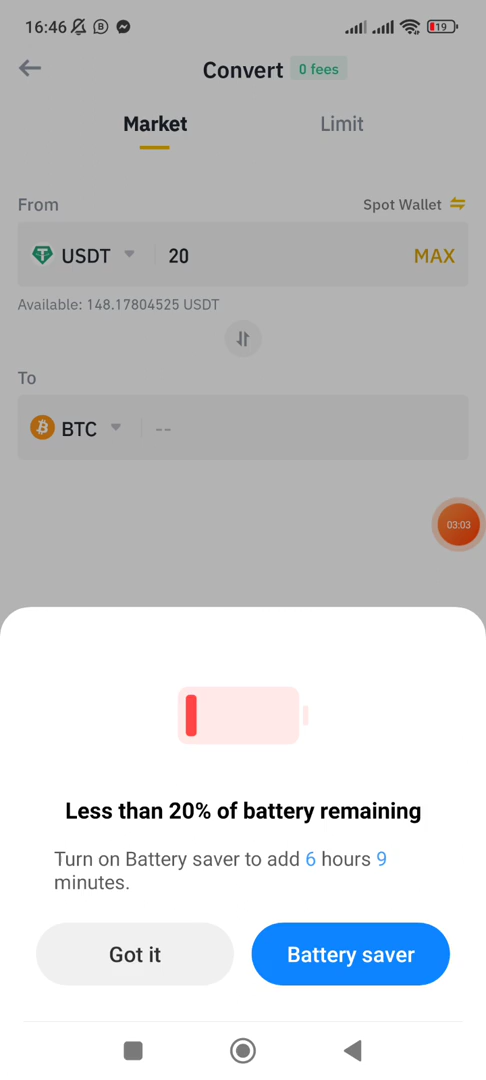 16:46 19
Convert 0 fees
Market Limit
From Spot Wallet
USDT 20 MAX
Available: 148.17804525 USDT
To
BTC --
03:03
Less than 20% of battery remaining
Turn on Battery saver to add 6 hours 9
minutes.
Got it Battery saver